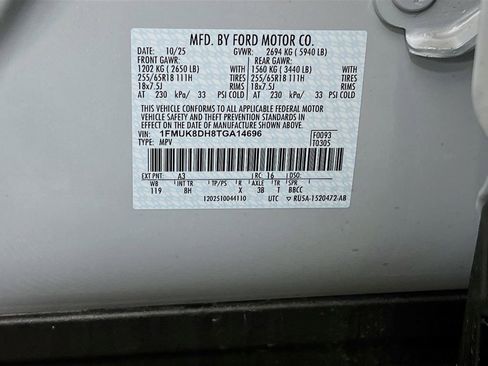 MFD. BY FORD MOTOR CO.
DATE: 10/25 GVWR: 2694 KG ( 5940 LB)
FRONT GAWR: REAR GAWR:
1202 KG ( 2650 LB) WITH 1560 KG ( 3440 LB) WITH
255/65R18 111H TIRES 255/65R18 111H TIRES
18x7.5J RIMS 18x7.5J RIMS
AT 230 kPa/ 33 PSI COLD AT 230 kPa/ 33 PSI COLD
THIS VEHICLE CONFORMS TO ALL APPLICABLE FEDERAL MOTOR
VEHICLE SAFETY AND THEFT PREVENTION STANDARDS IN
EFFECT ON THE DATE OF MANUFACTURE SHOWN ABOVE.
VIN: 1FMUK8DH8TGA14696 F0093
TYPE: MPV T0305
EXT PNT: A3 RC: 16 DSO:
WB INT TR TP/PS R AXLE TR SPR
119 8H X 3B T BBCC
1202510044110 UTC RU5A-1520472-AB